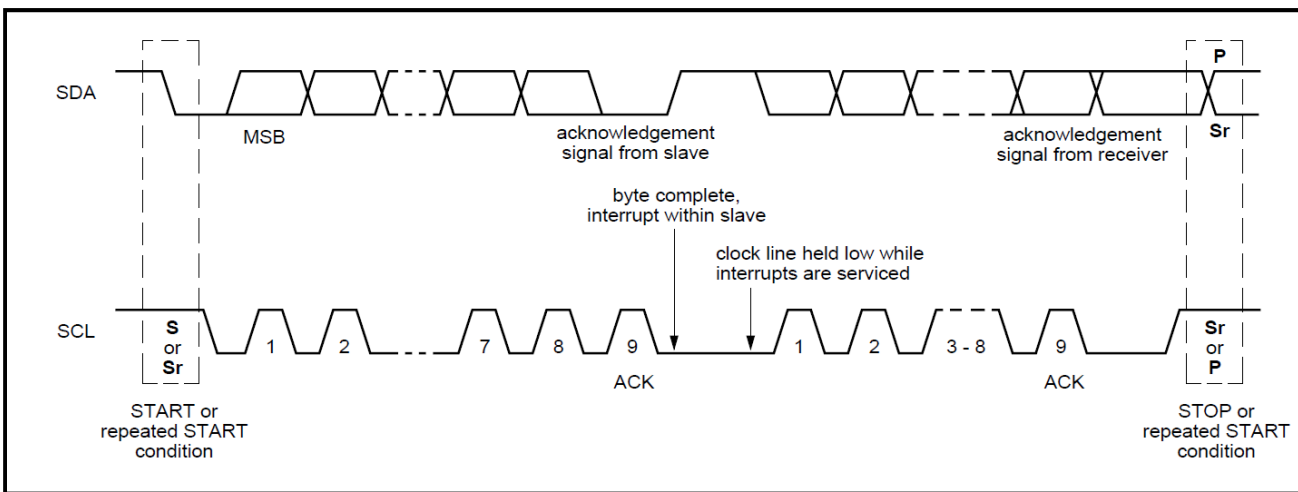 P
SDA
MSB
acknowledgement
signal from slave
acknowledgement
signal from receiver
Sr
byte complete,
interrupt within slave
clock line held low while
interrupts are serviced
SCL
S
or
Sr
1
2
7
8
9
1
2
3 - 8
9
Sr
or
P
ACK
ACK
START or
repeated START
condition
STOP or
repeated START
condition